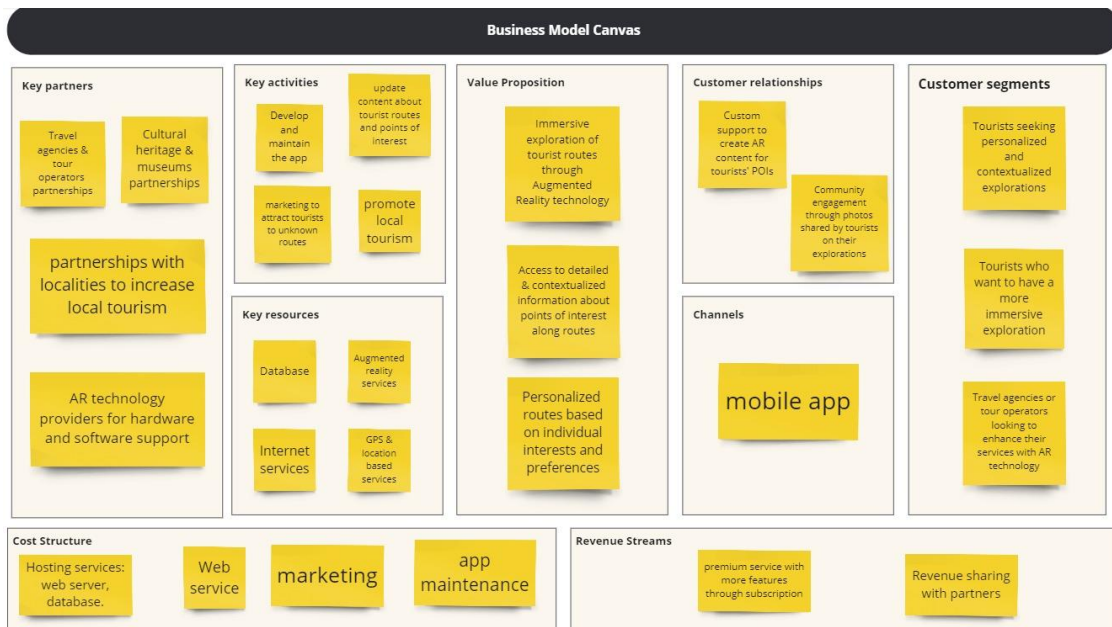 Business Model Canvas
Key partners
Travel
agencies &
tour
operators
partnerships
Cultural
heritage &
museums
partnerships
partnerships with
localities to increase
local tourism
AR technology
providers for hardware
and software support
Key activities
Develop
and
maintain
the app
update
content about
tourist routes
and points of
interest
marketing to
attract tourists
to unknown
routes
promote
local
tourism
Key resources
Database
Augmented
reality
services
Internet
services
GPS &
location
based
services
Value Proposition
Immersive
exploration of
tourist routes
through
Augmented
Reality technology
Access to detailed
& contextualized
information about
points of interest
along routes
Personalized
routes based
on individual
interests and
preferences
Customer relationships
Custom
support to
create AR
content for
tourists' POIs
Community
engagement
through photos
shared by tourists
on their
explorations
Channels
mobile app
Customer segments
Tourists seeking
personalized
and
contextualized
explorations
Tourists who
want to have a
more
immersive
exploration
Travel agencies or
tour operators
looking to
enhance their
services with AR
technology
Cost Structure
Hosting services:
web server,
database.
Web
service
marketing
app
maintenance
Revenue Streams
premium service with
more features
through subscription
Revenue sharing
with partners